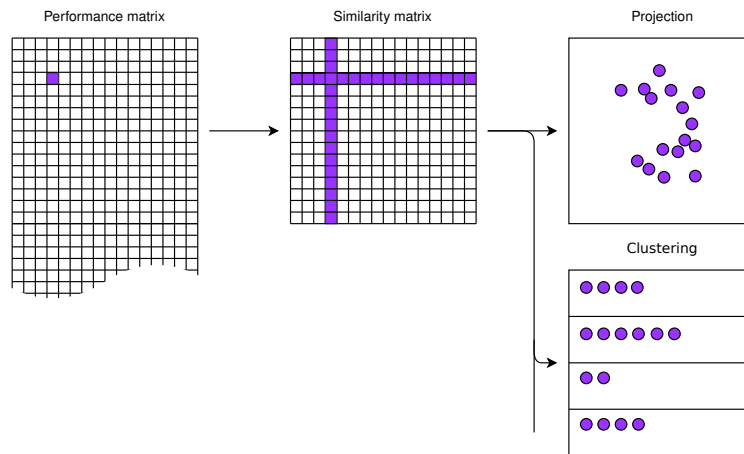 Performance matrix
Similarity matrix
Projection
Clustering